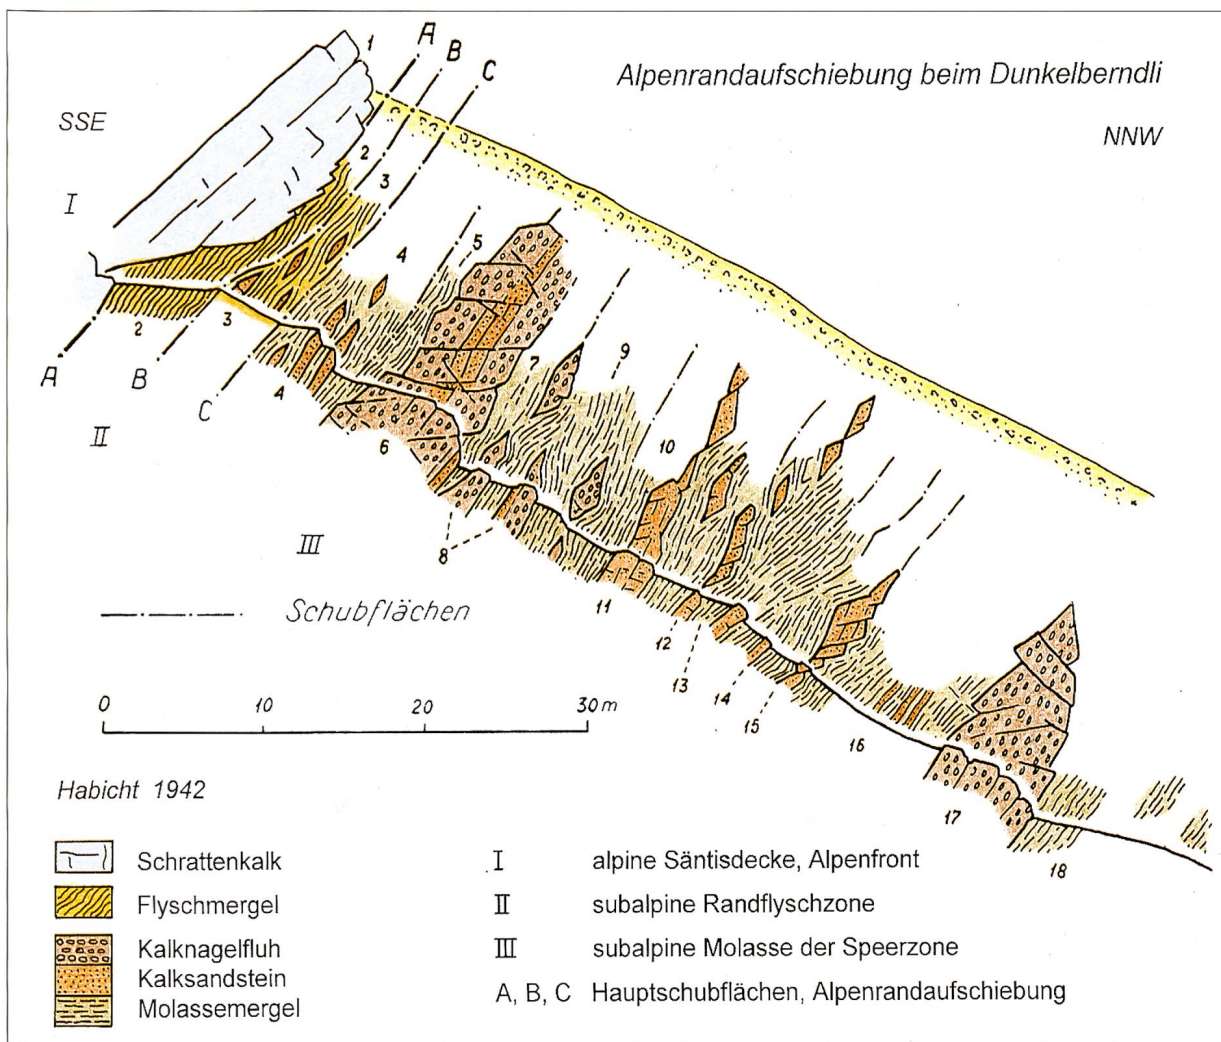 Alpenrandaufschiebung beim Dunkelberndli
SSE
NNW
1
A
B
C
2
3
I
4
5
2
3
7
9
A
B
C
4
6
10
II
8
III
11
12
13
14
15
16
17
18
Schubflächen
0 10 20 30 m
Habicht 1942
Schrattenkalk
Flyschmergel
Kalknagelfluh
Kalksandstein
Molassemergel
I alpine Säntisdecke, Alpenfront
II subalpine Randflyschzone
III subalpine Molasse der Speerzone
A, B, C Hauptschubflächen, Alpenrandaufschiebung